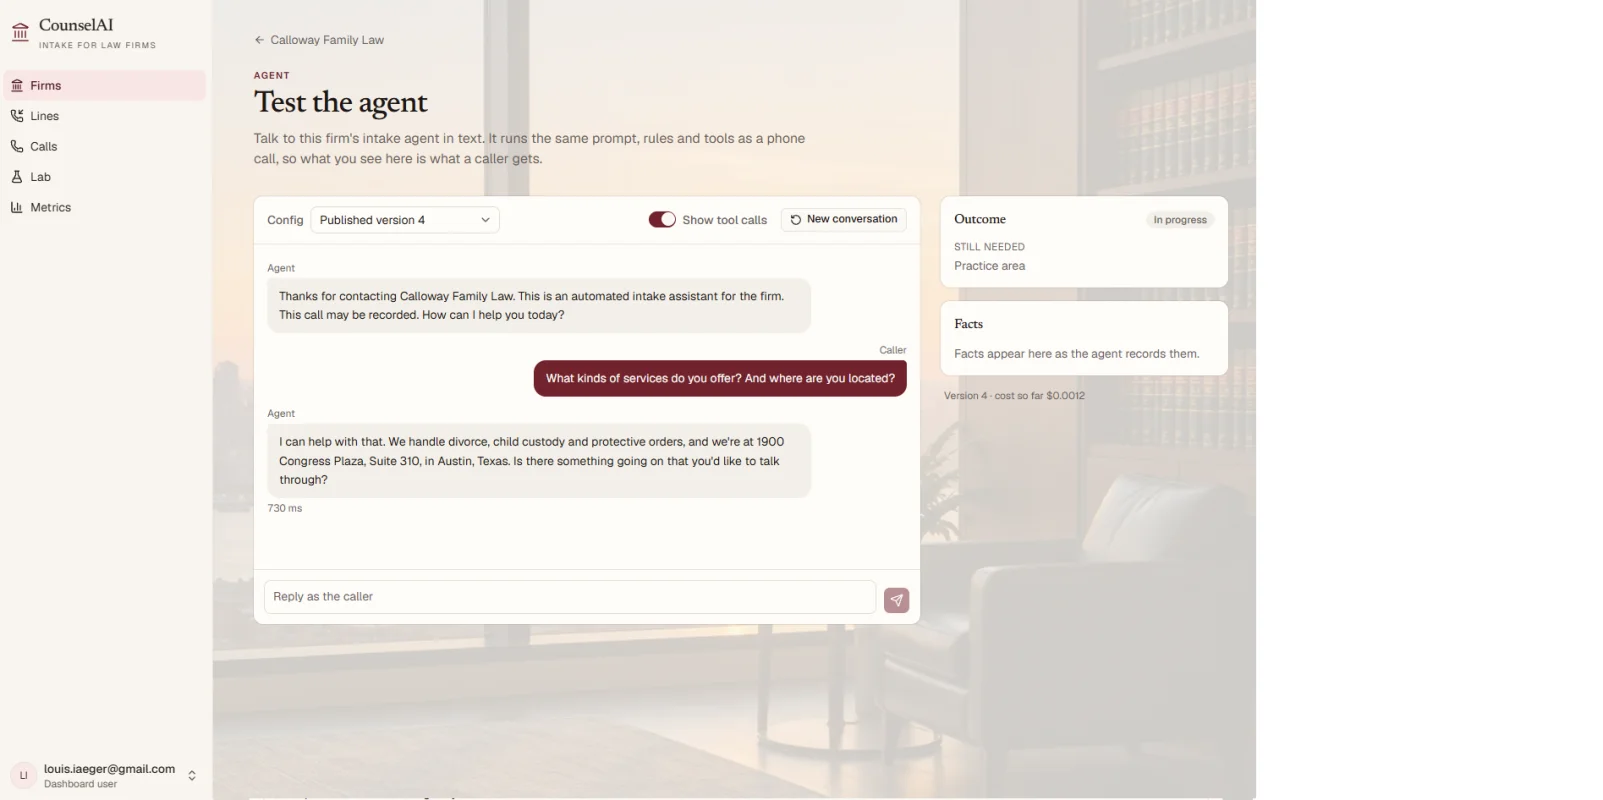 CounselAI
INTAKE FOR LAW FIRMS
Firms
Lines
Calls
Lab
Metrics
LI
louis.iaeger@gmail.com
Dashboard user
← Calloway Family Law
AGENT
Test the agent
Talk to this firm's intake agent in text. It runs the same prompt, rules and tools as a phone
call, so what you see here is what a caller gets.
Config
Published version 4
Show tool calls
New conversation
Agent
Thanks for contacting Calloway Family Law. This is an automated intake assistant for the firm.
This call may be recorded. How can I help you today?
Caller
What kinds of services do you offer? And where are you located?
Agent
I can help with that. We handle divorce, child custody and protective orders, and we're at 1900
Congress Plaza, Suite 310, in Austin, Texas. Is there something going on that you'd like to talk
through?
730 ms
Reply as the caller
Outcome
In progress
STILL NEEDED
Practice area
Facts
Facts appear here as the agent records them.
Version 4 · cost so far $0.0012